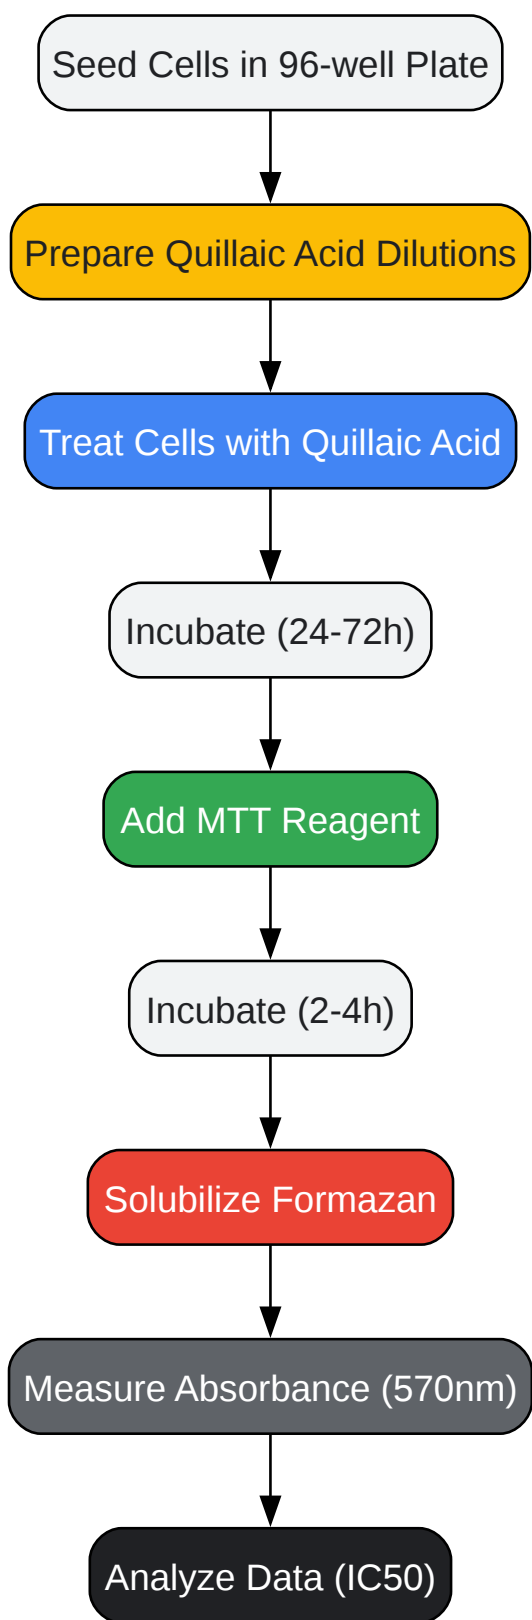 Seed Cells in 96-well Plate
Prepare Quillaic Acid Dilutions
Treat Cells with Quillaic Acid
Incubate (24-72h)
Add MTT Reagent
Incubate (2-4h)
Solubilize Formazan
Measure Absorbance (570nm)
Analyze Data (IC50)